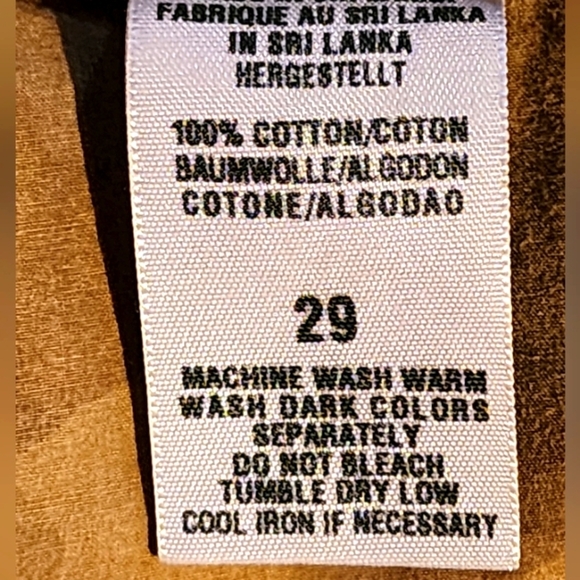 FABRIQUE AU SRI LANKA
IN SRI LANKA
HERGESTELLT
100% COTTON/COTON
BAUMWOLLE/ALGODON
COTONE/ALGODAO
29
MACHINE WASH WARM
WASH DARK COLORS
SEPARATELY
DO NOT BLEACH
TUMBLE DRY LOW
COOL IRON IF NECESSARY